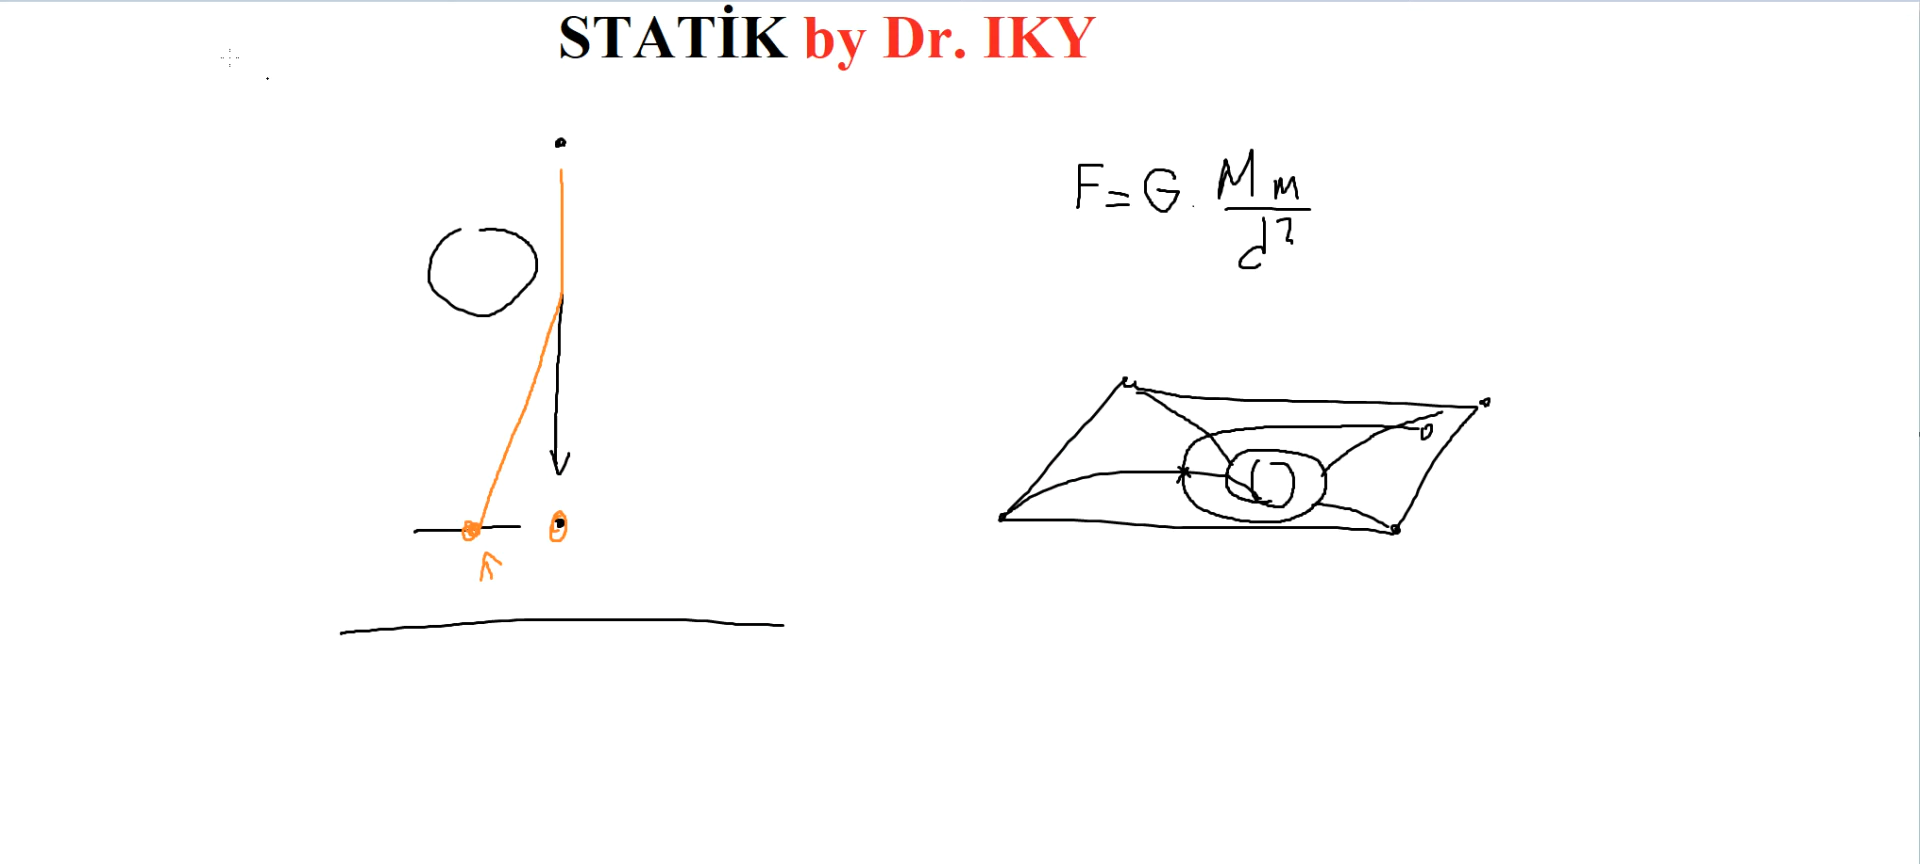 STATİK by Dr. IKY
F = G . Mm / d²